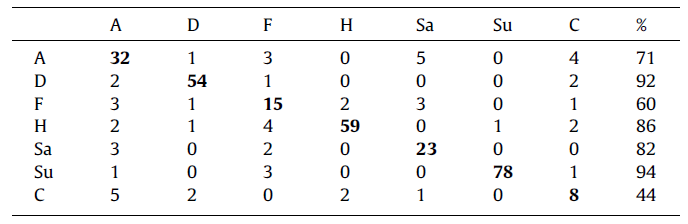 A D F H Sa Su C %
A 32 1 3 0 5 0 4 71
D 2 54 1 0 0 0 2 92
F 3 1 15 2 3 0 1 60
H 2 1 4 59 0 1 2 86
Sa 3 0 2 0 23 0 0 82
Su 1 0 3 0 0 78 1 94
C 5 2 0 2 1 0 8 44